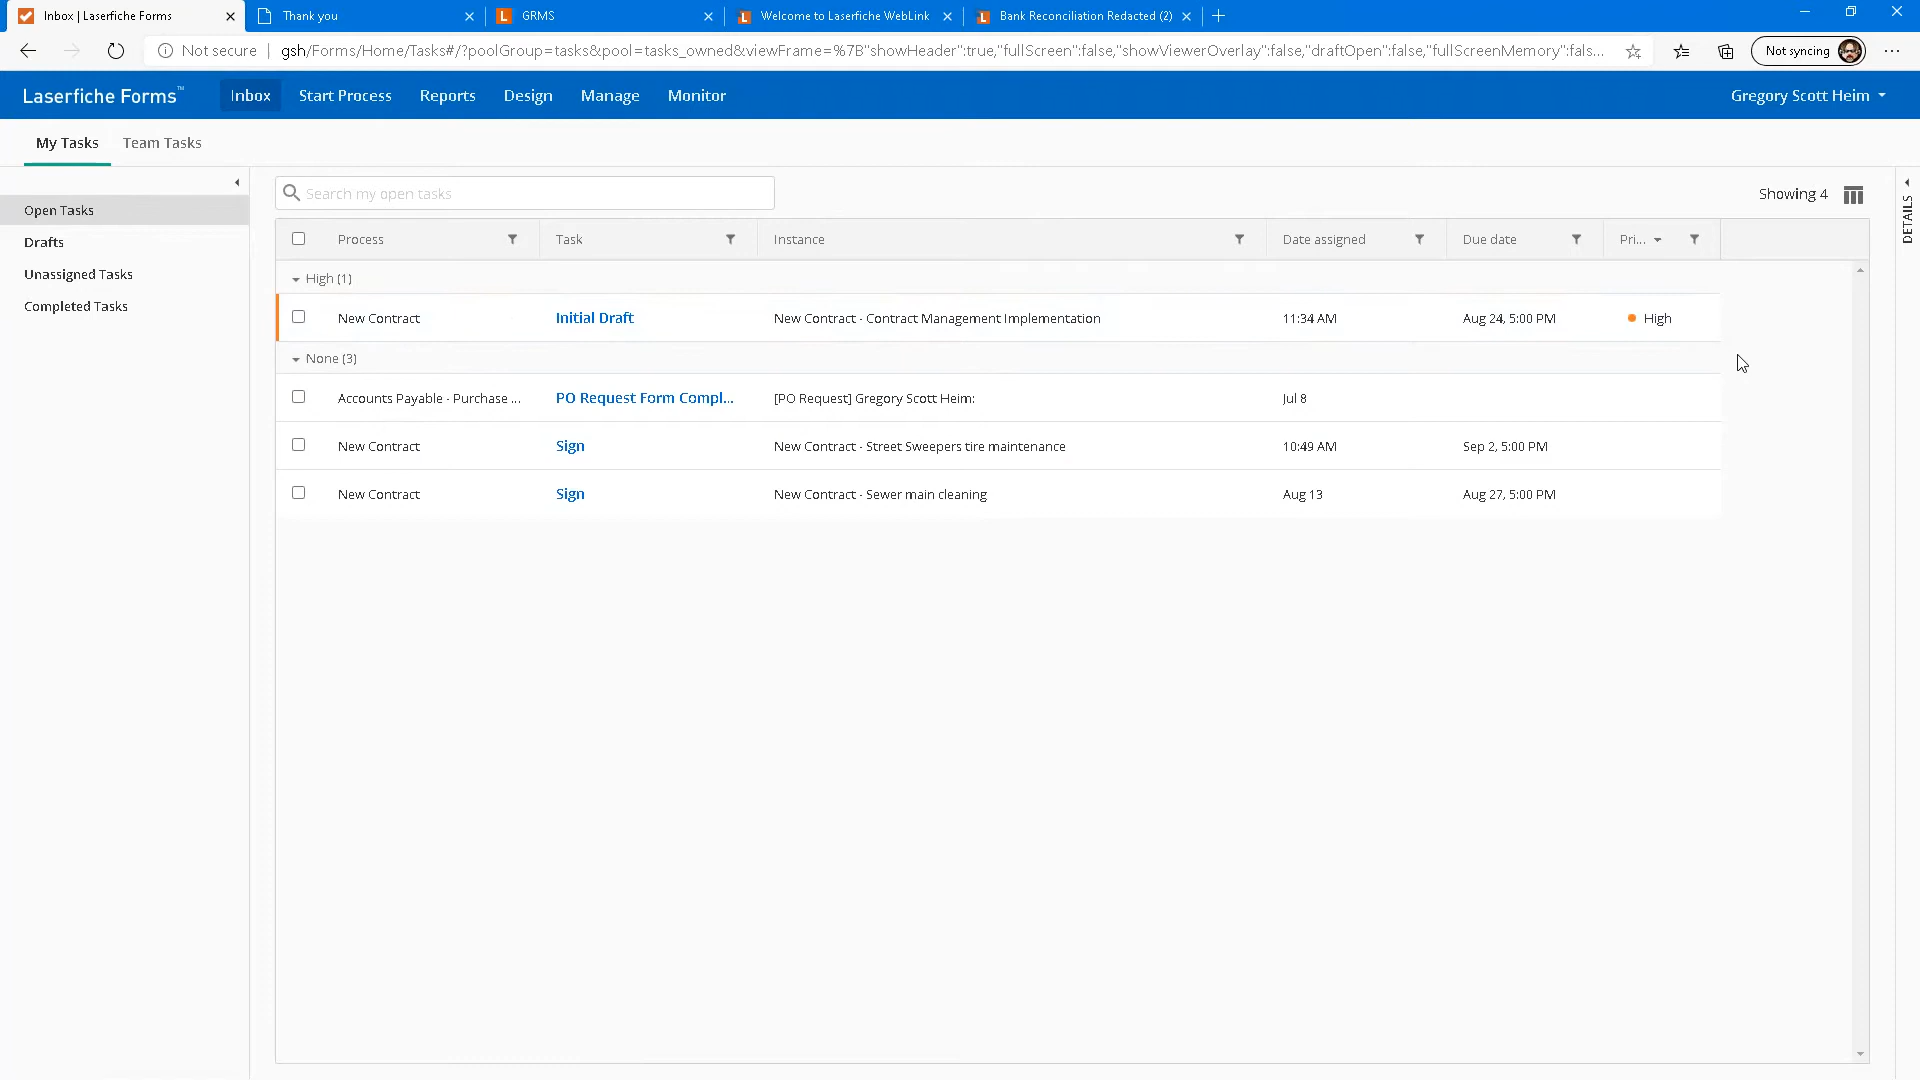 Inbox | Laserfiche Forms
Thank you
GRMS
Welcome to Laserfiche WebLink
Bank Reconciliation Redacted (2)
Not secure
gsh/Forms/Home/Tasks#/?poolGroup=tasks&pool=tasks_owned&viewFrame=%7B"showHeader":true,"fullScreen":false,"showViewerOverlay":false,"draftOpen":false,"fullScreenMemory":fals...
Not syncing
Laserfiche Forms™
Inbox
Start Process
Reports
Design
Manage
Monitor
Gregory Scott Heim
My Tasks
Team Tasks
Open Tasks
Drafts
Unassigned Tasks
Completed Tasks
Search my open tasks
Showing 4
DETAILS
Process Task Instance Date assigned Due date Pri...
High (1)
New Contract Initial Draft New Contract - Contract Management Implementation 11:34 AM Aug 24, 5:00 PM High
None (3)
Accounts Payable - Purchase ... PO Request Form Compl... [PO Request] Gregory Scott Heim: Jul 8
New Contract Sign New Contract - Street Sweepers tire maintenance 10:49 AM Sep 2, 5:00 PM
New Contract Sign New Contract - Sewer main cleaning Aug 13 Aug 27, 5:00 PM